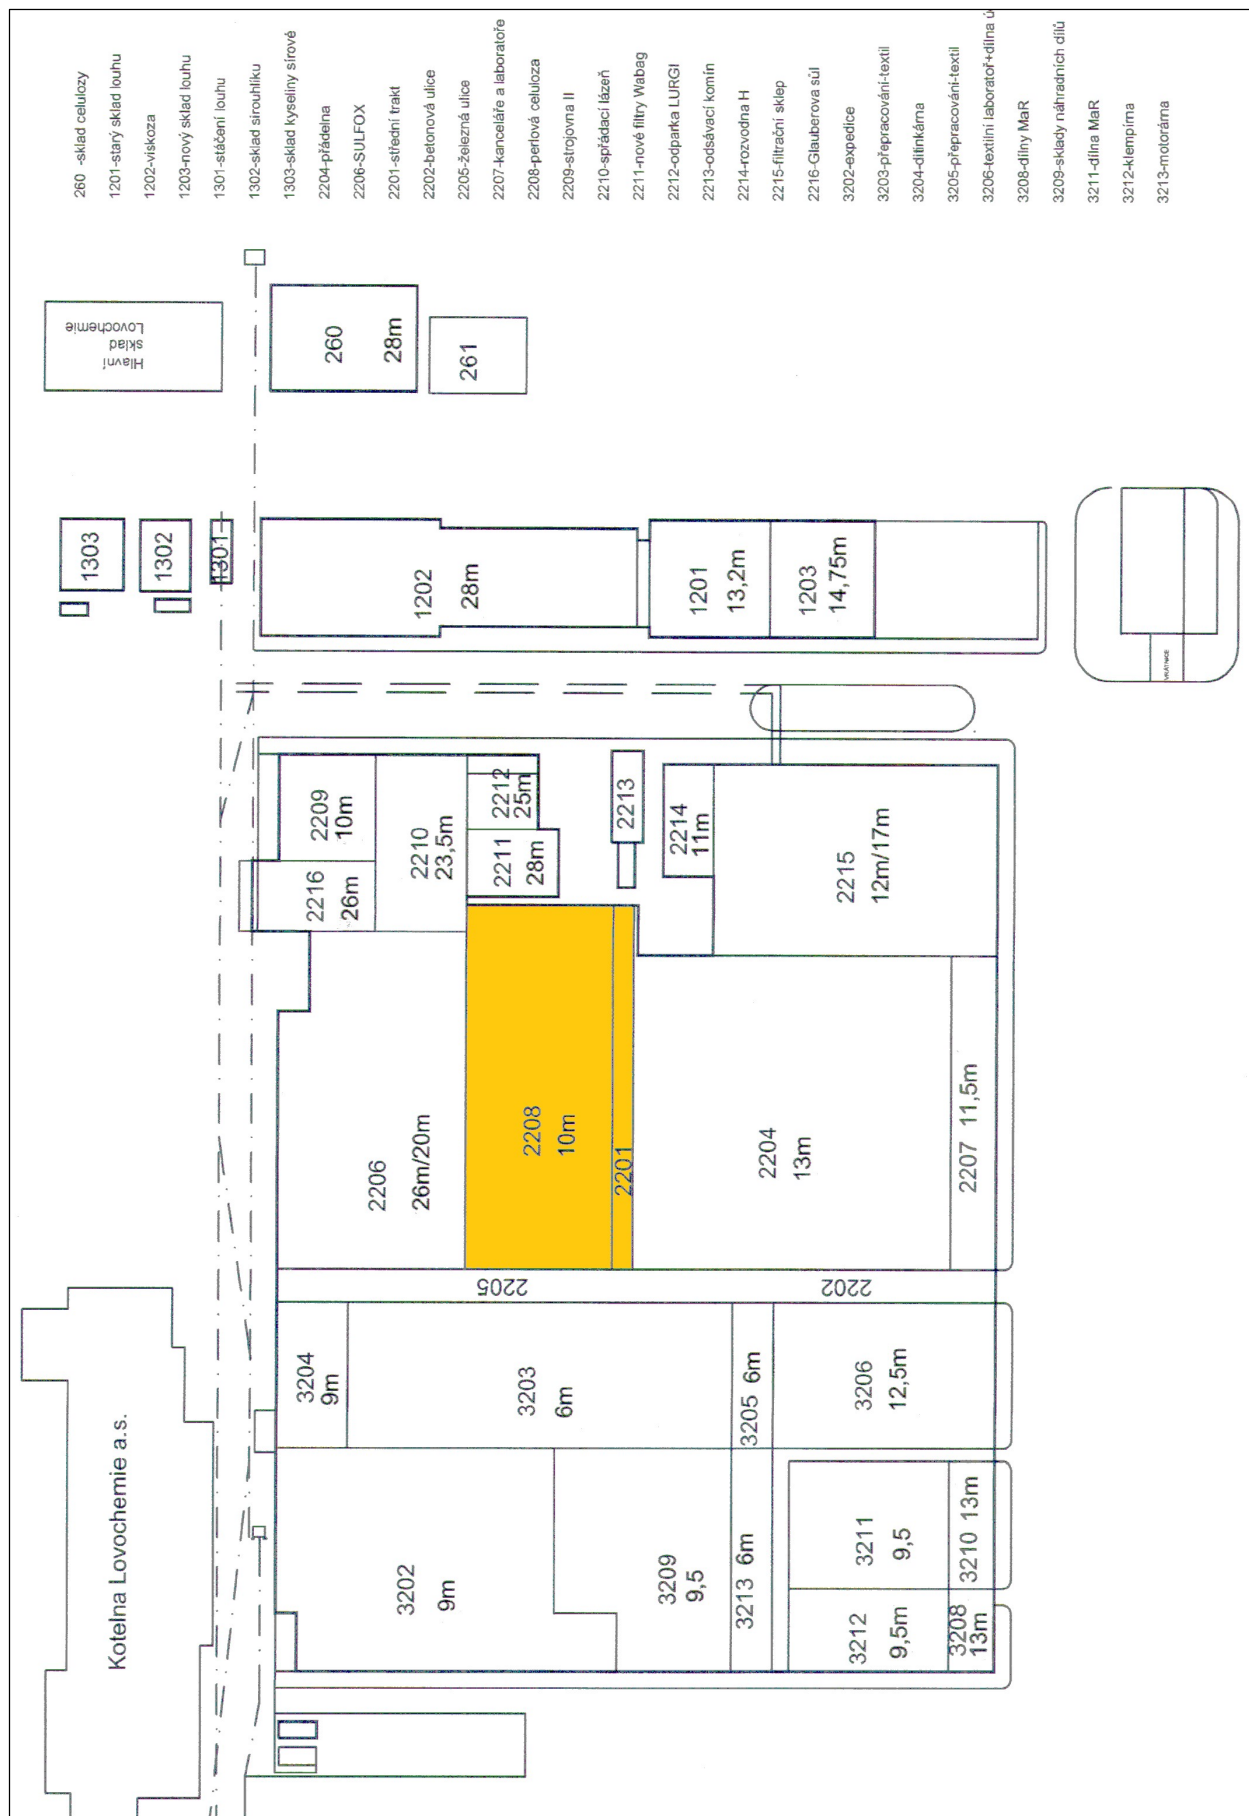 260 -sklad celulozy
1201-starý sklad louhu
1202-viskoza
1203-nový sklad louhu
1301-stáčení louhu
1302-sklad sirouhlíku
1303-sklad kyseliny sírové
2204-přádelna
2206-SULFOX
2201-střední trakt
2202-betonová ulice
2205-železná ulice
2207-kanceláře a laboratoře
2208-perlová celuloza
2209-strojovna II
2210-spřádací lázeň
2211-nové filtry Wabag
2212-odparka LURGI
2213-odsávací komín
2214-rozvodna H
2215-filtrační sklep
2216-Glauberova sůl
3202-expedice
3203-přepracování-textil
3204-ditinkárna
3205-přepracování-textil
3206-textilní laboratoř+dílna
3208-dílny MaR
3209-sklady náhradních dílů
3211-dílna MaR
3212-klempírna
3213-motorárna
Hlavní
sklad
Lovochemie
260
28m
261
1303
1302
1301
1202
28m
1201
13,2m
1203
14,75m
VRÁTNICE
2209
10m
2216
26m
2210
23,5m
2212
25m
2211
28m
2213
2214
11m
2215
12m/17m
2206
26m/20m
2208
10m
2201
2204
13m
2207 11,5m
2205
2202
Kotelna Lovochemie a.s.
3204
9m
3203
6m
3205 6m
3206
12,5m
3202
9m
3209
9,5
3213 6m
3211
9,5
3210 13m
3212
9,5m
3208
13m